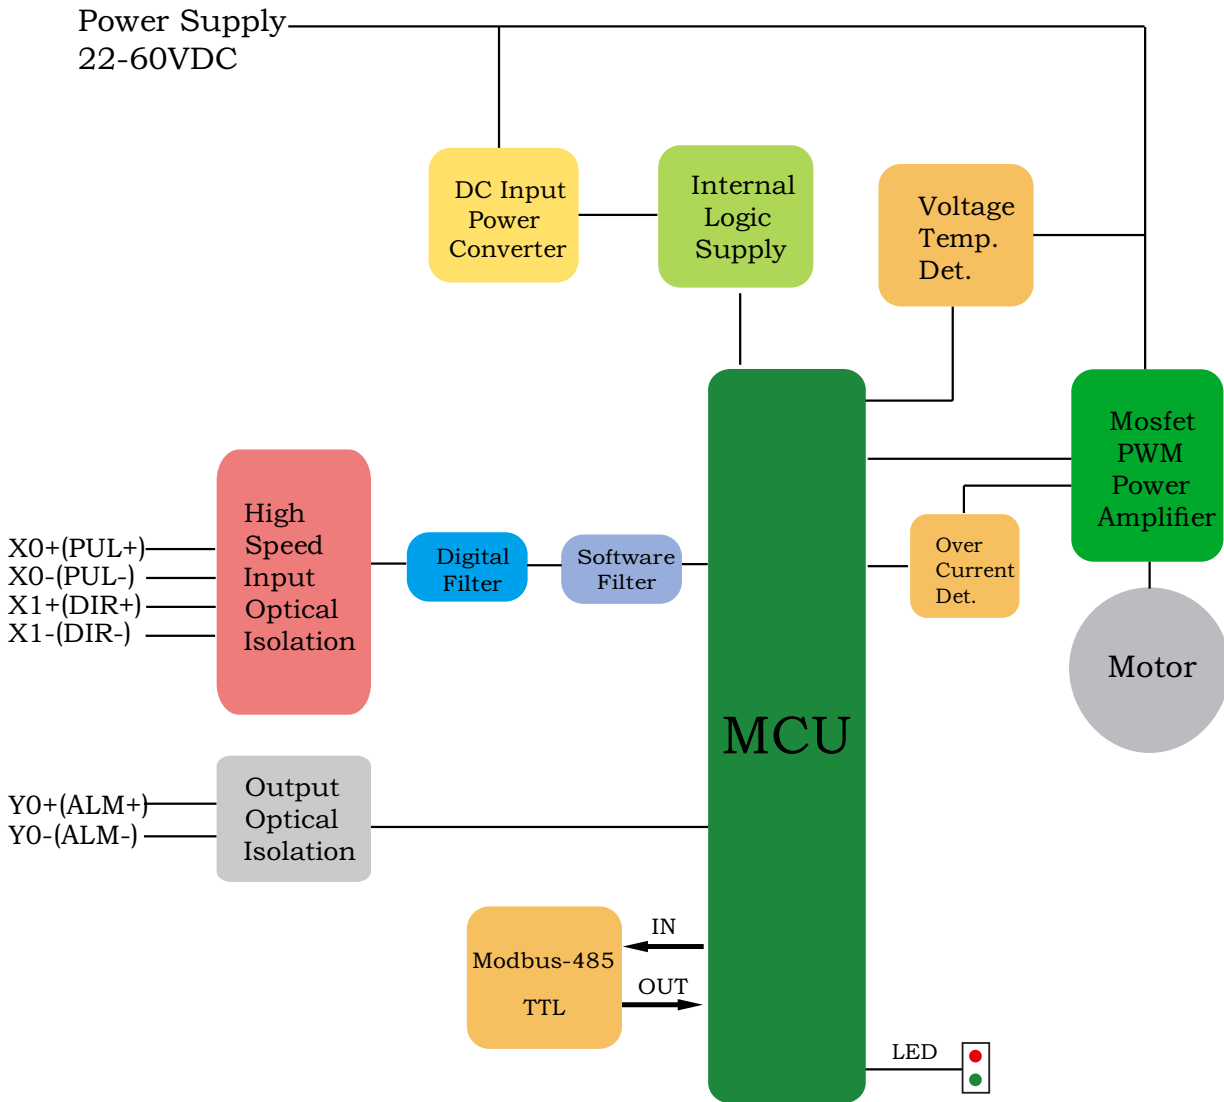 Power Supply
22-60VDC
DC Input
Power
Converter
Internal
Logic
Supply
Voltage
Temp.
Det.
Mosfet
PWM
Power
Amplifier
High
Speed
Input
Optical
Isolation
X0+(PUL+)
X0-(PUL-)
X1+(DIR+)
X1-(DIR-)
Digital
Filter
Software
Filter
Over
Current
Det.
Motor
MCU
Y0+(ALM+)
Y0-(ALM-)
Output
Optical
Isolation
IN
Modbus-485
OUT
TTL
LED